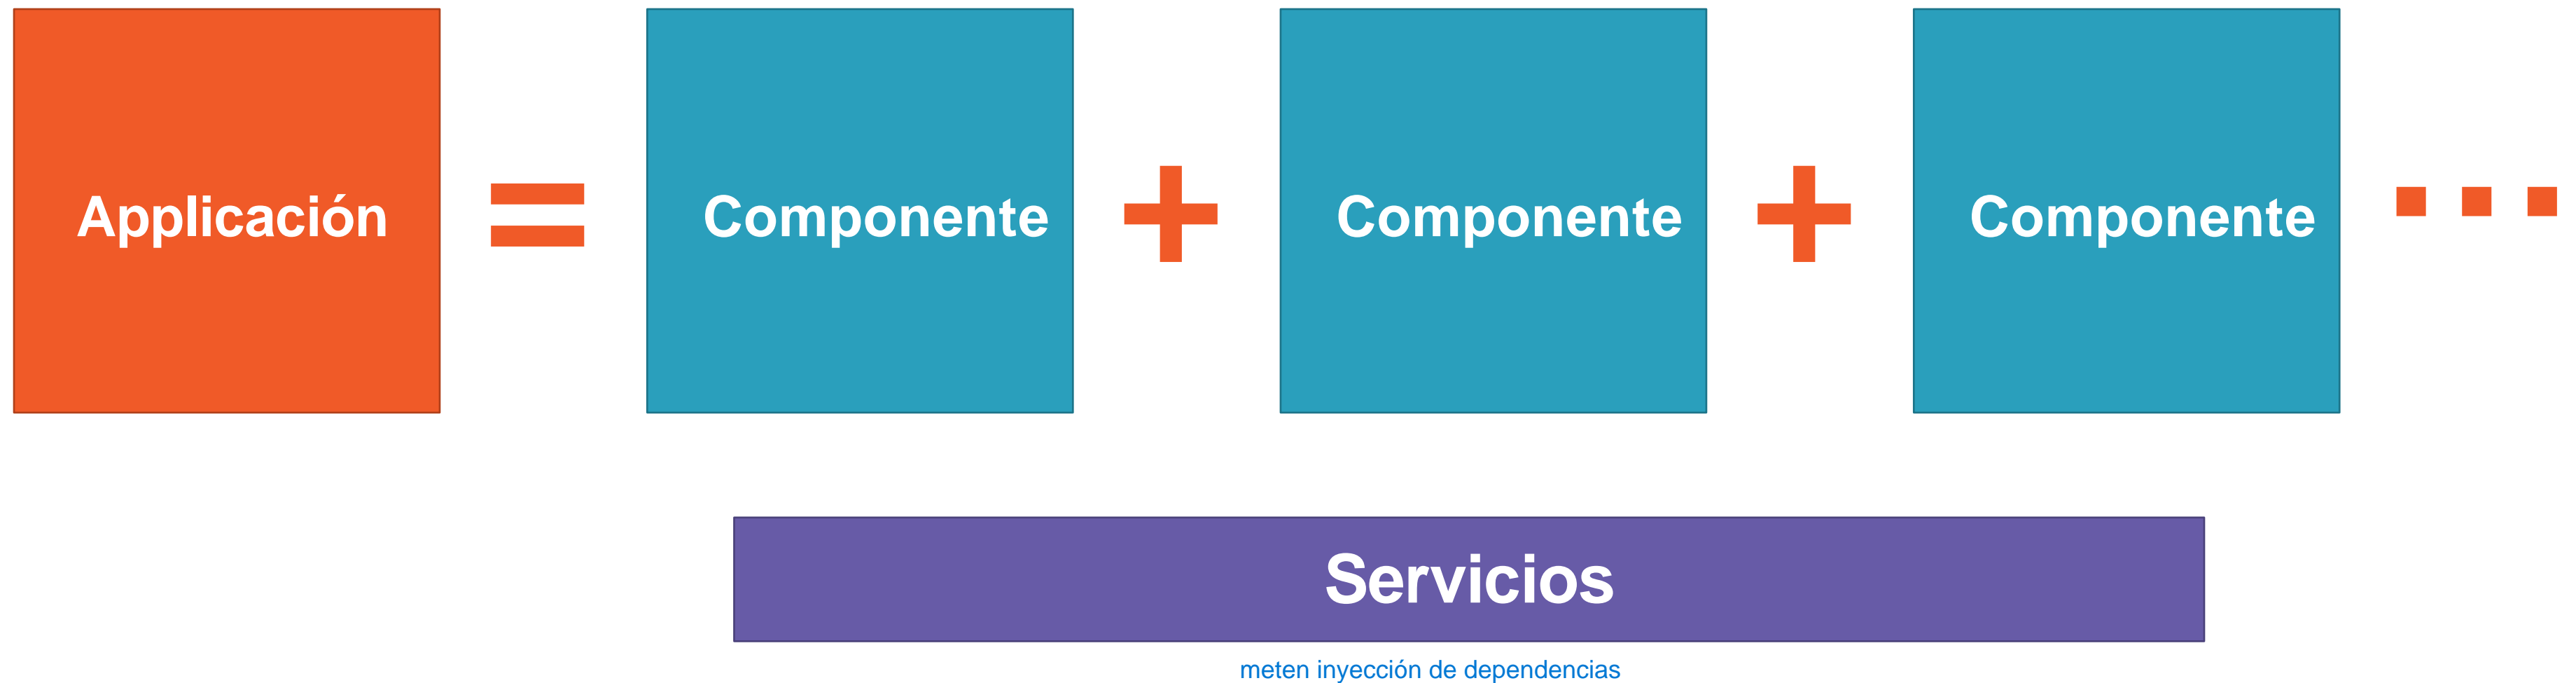 Applicación = Componente + Componente + Componente ...
Servicios
meten inyección de dependencias